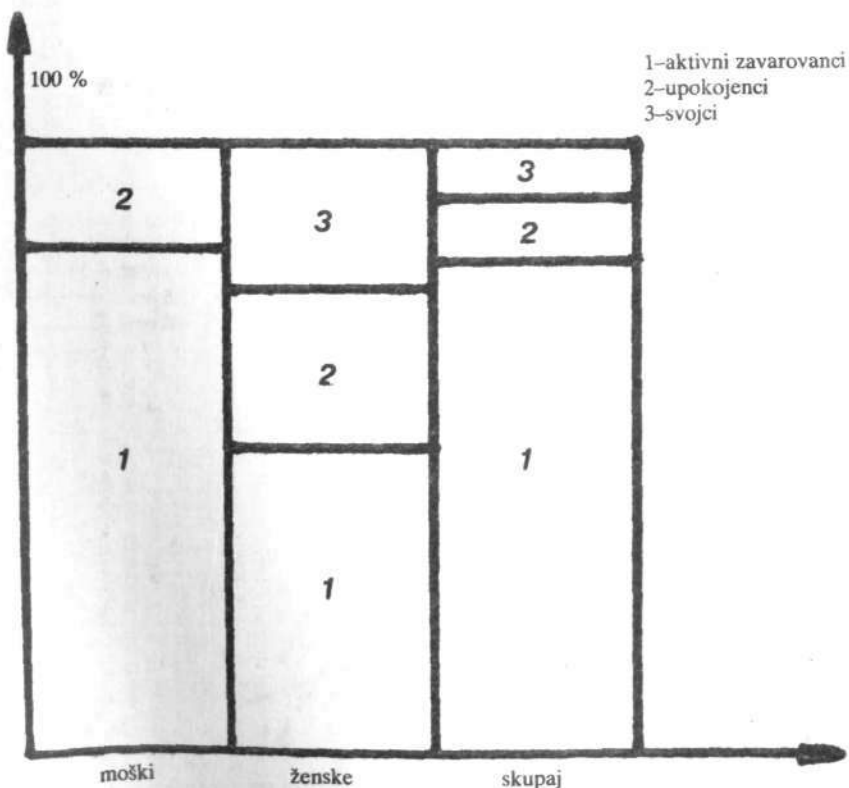 100 %
1–aktivni zavarovanci
2–upokojenci
3–svojci
2
3
3
2
1
2
1
1
moški
ženske
skupaj